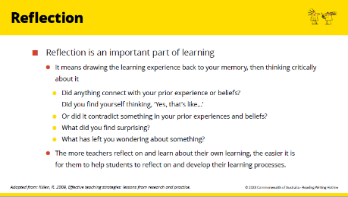 Reflection
Reflection is an important part of learning
It means drawing the learning experience back to your memory, then thinking critically
about it
Did anything connect with your prior experience or beliefs?
Did you find yourself thinking, 'Yes, that's like...'
Or did it contradict something in your prior experiences and beliefs?
What did you find surprising?
What has left you wondering about something?
The more teachers reflect on and learn about their own learning, the easier it is
for them to help students to reflect on and develop their learning processes.
Adapted from: Killen, R. 2009. Effective teaching strategies: lessons from research and practice.
© 2023 Commonwealth of Australia Reading Writing Hotline